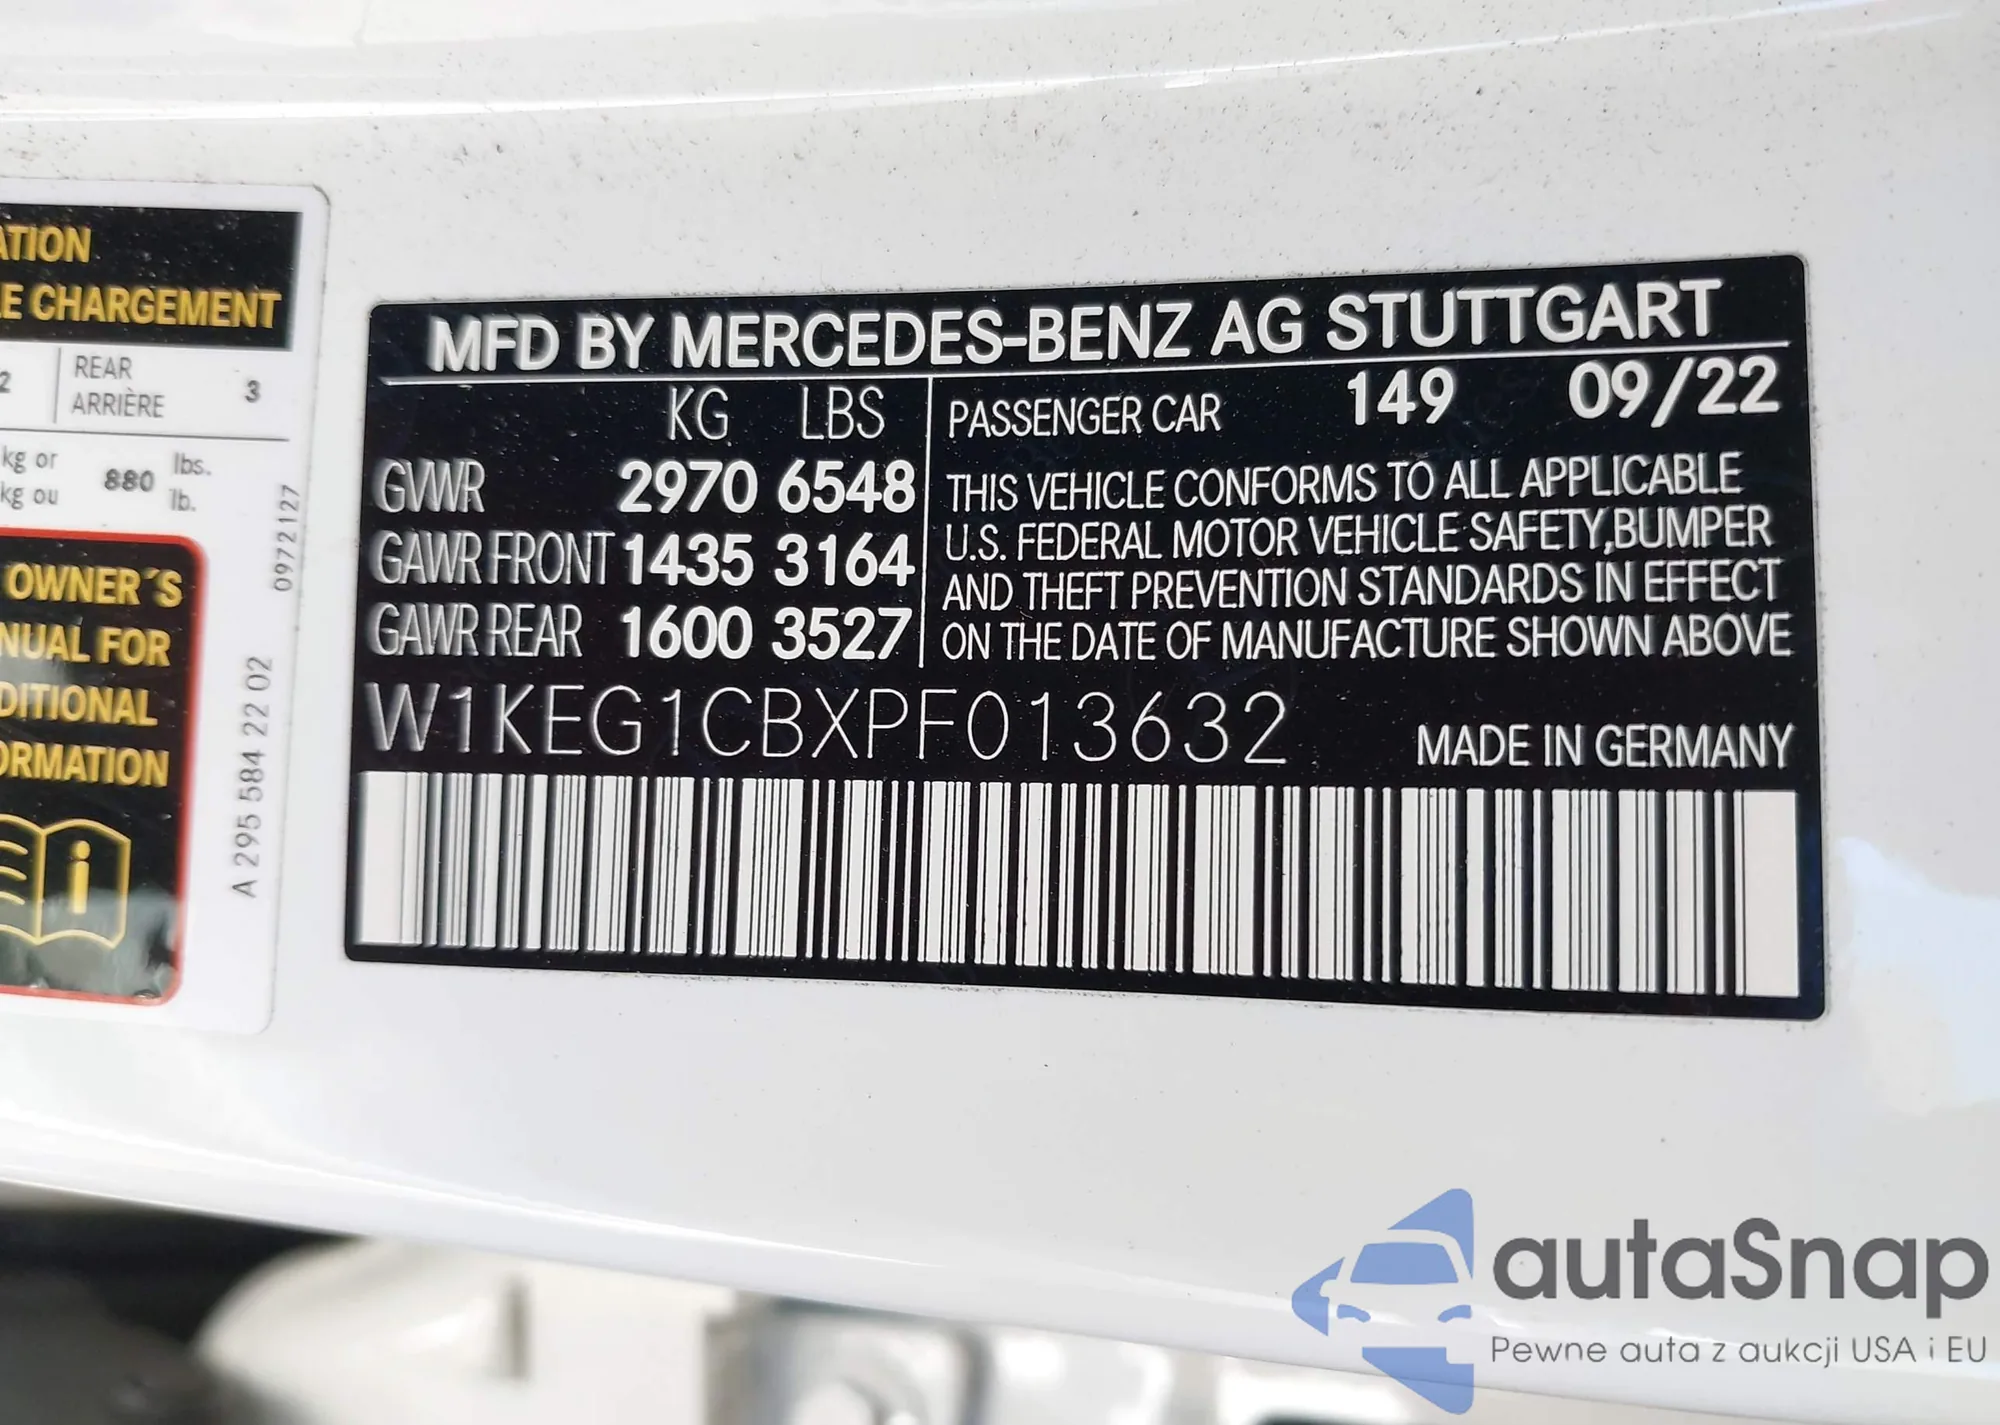 ATION
LE CHARGEMENT
2 REAR ARRIÈRE 3
kg or 880 lbs.
kg ou lb.
OWNER´S
NUAL FOR
DITIONAL
ORMATION
i
A 295 584 22 02 0972127
MFD BY MERCEDES-BENZ AG STUTTGART
KG LBS
GVWR 2970 6548
GAWR FRONT 1435 3164
GAWR REAR 1600 3527
PASSENGER CAR 149 09/22
THIS VEHICLE CONFORMS TO ALL APPLICABLE
U.S. FEDERAL MOTOR VEHICLE SAFETY,BUMPER
AND THEFT PREVENTION STANDARDS IN EFFECT
ON THE DATE OF MANUFACTURE SHOWN ABOVE
W1KEG1CBXPF013632
MADE IN GERMANY
autaSnap
Pewne auta z aukcji USA i EU